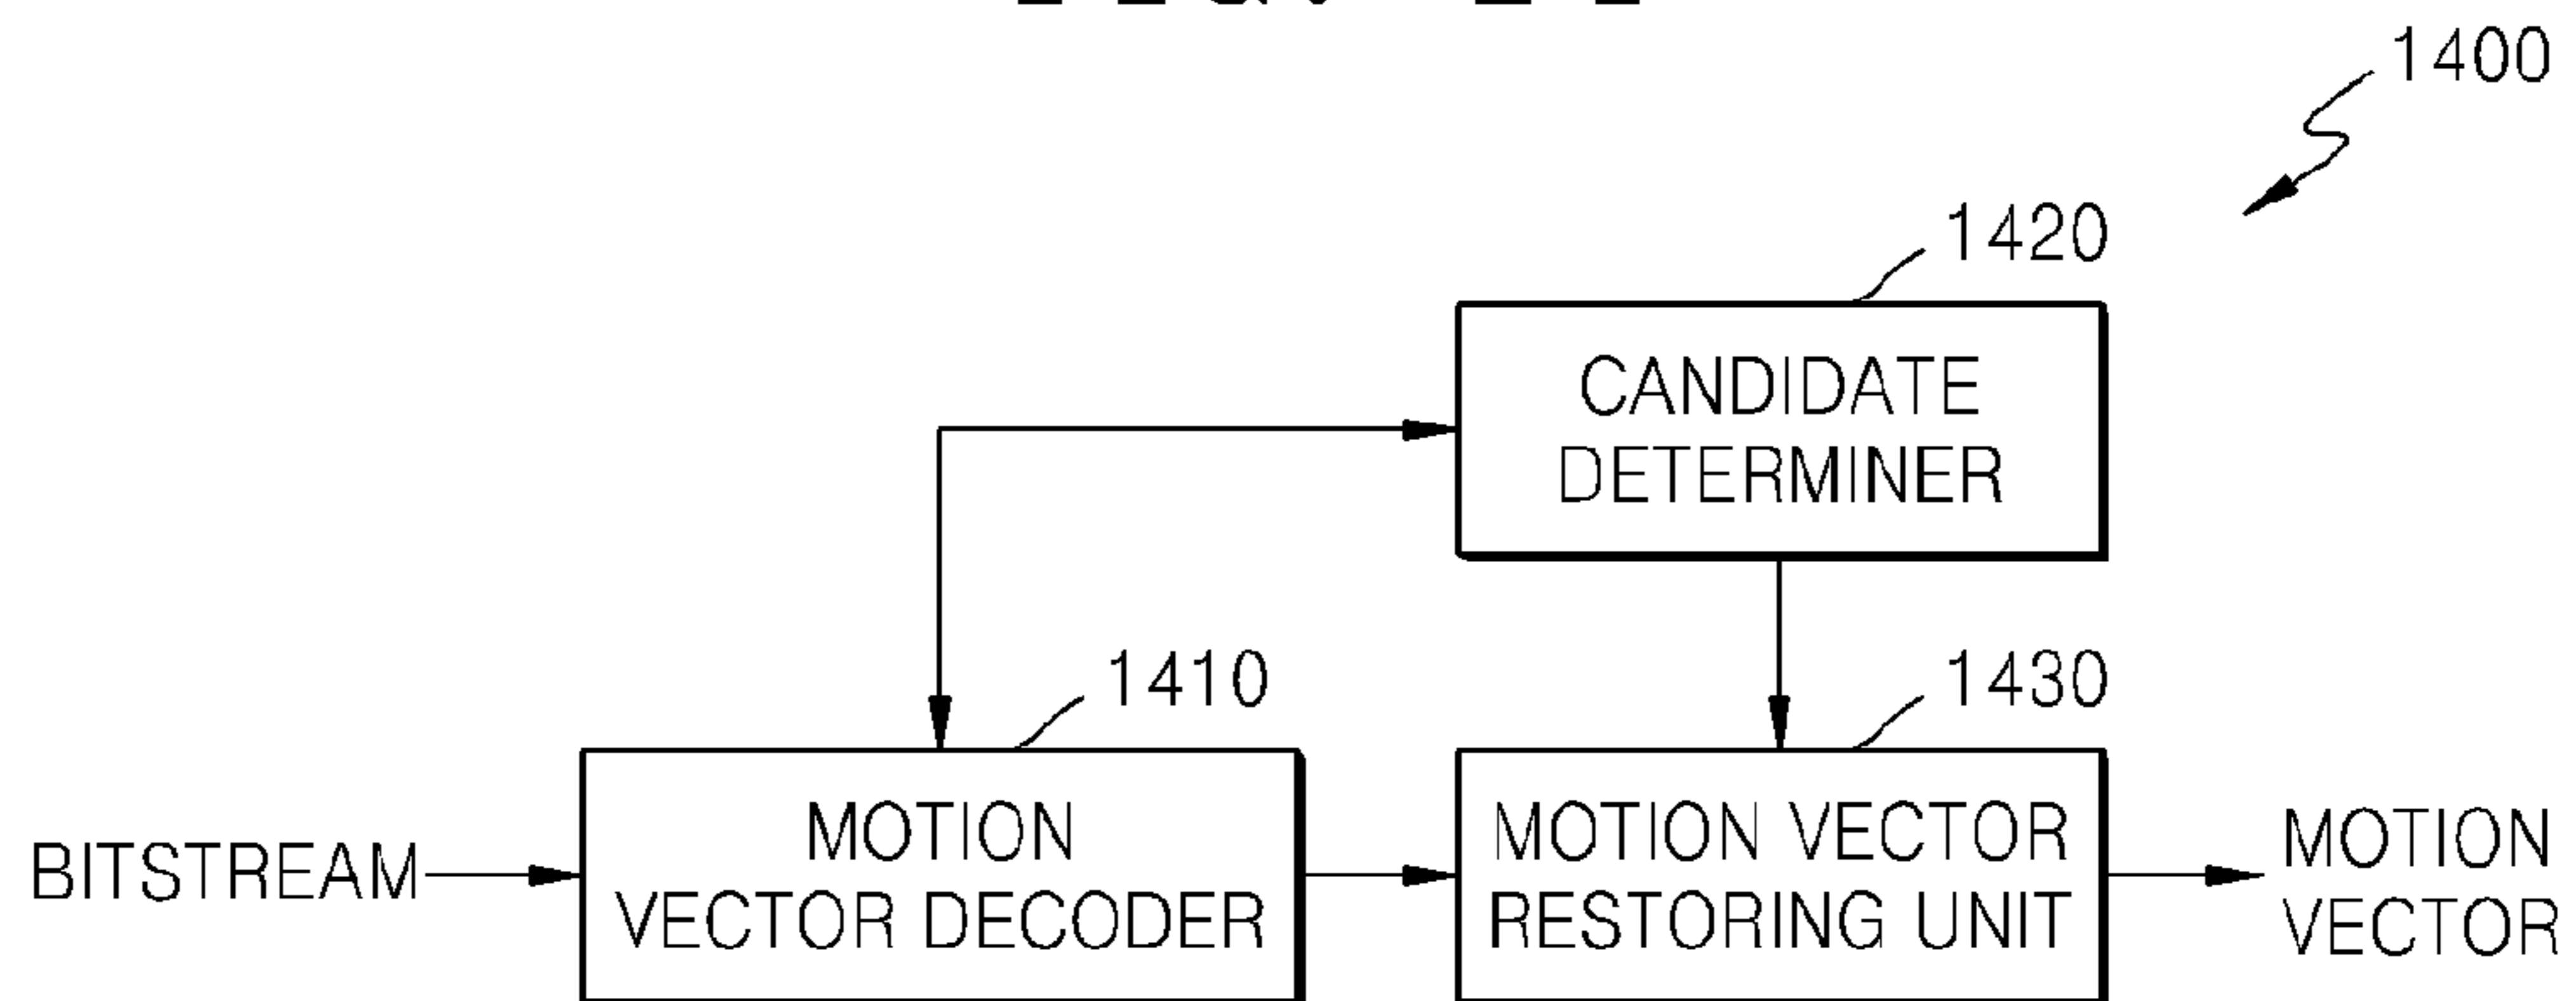 1400
1420
CANDIDATE
DETERMINER
1410
1430
BITSTREAM
MOTION
VECTOR DECODER
MOTION VECTOR
RESTORING UNIT
MOTION
VECTOR